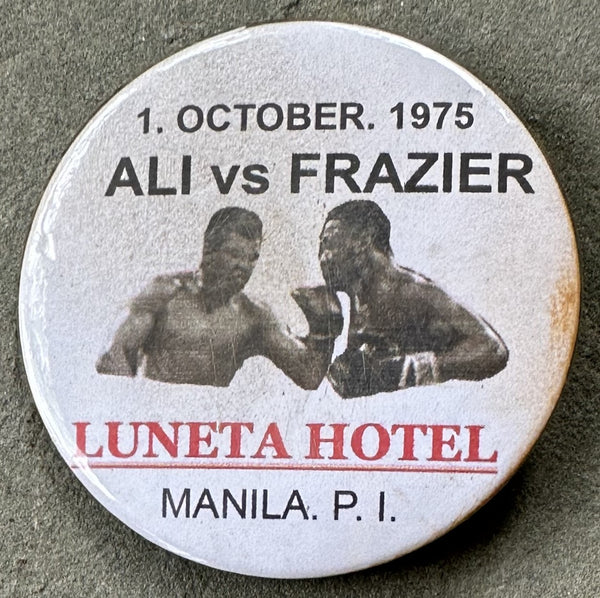 1. OCTOBER. 1975
ALI vs FRAZIER
LUNETA HOTEL
MANILA. P. I.